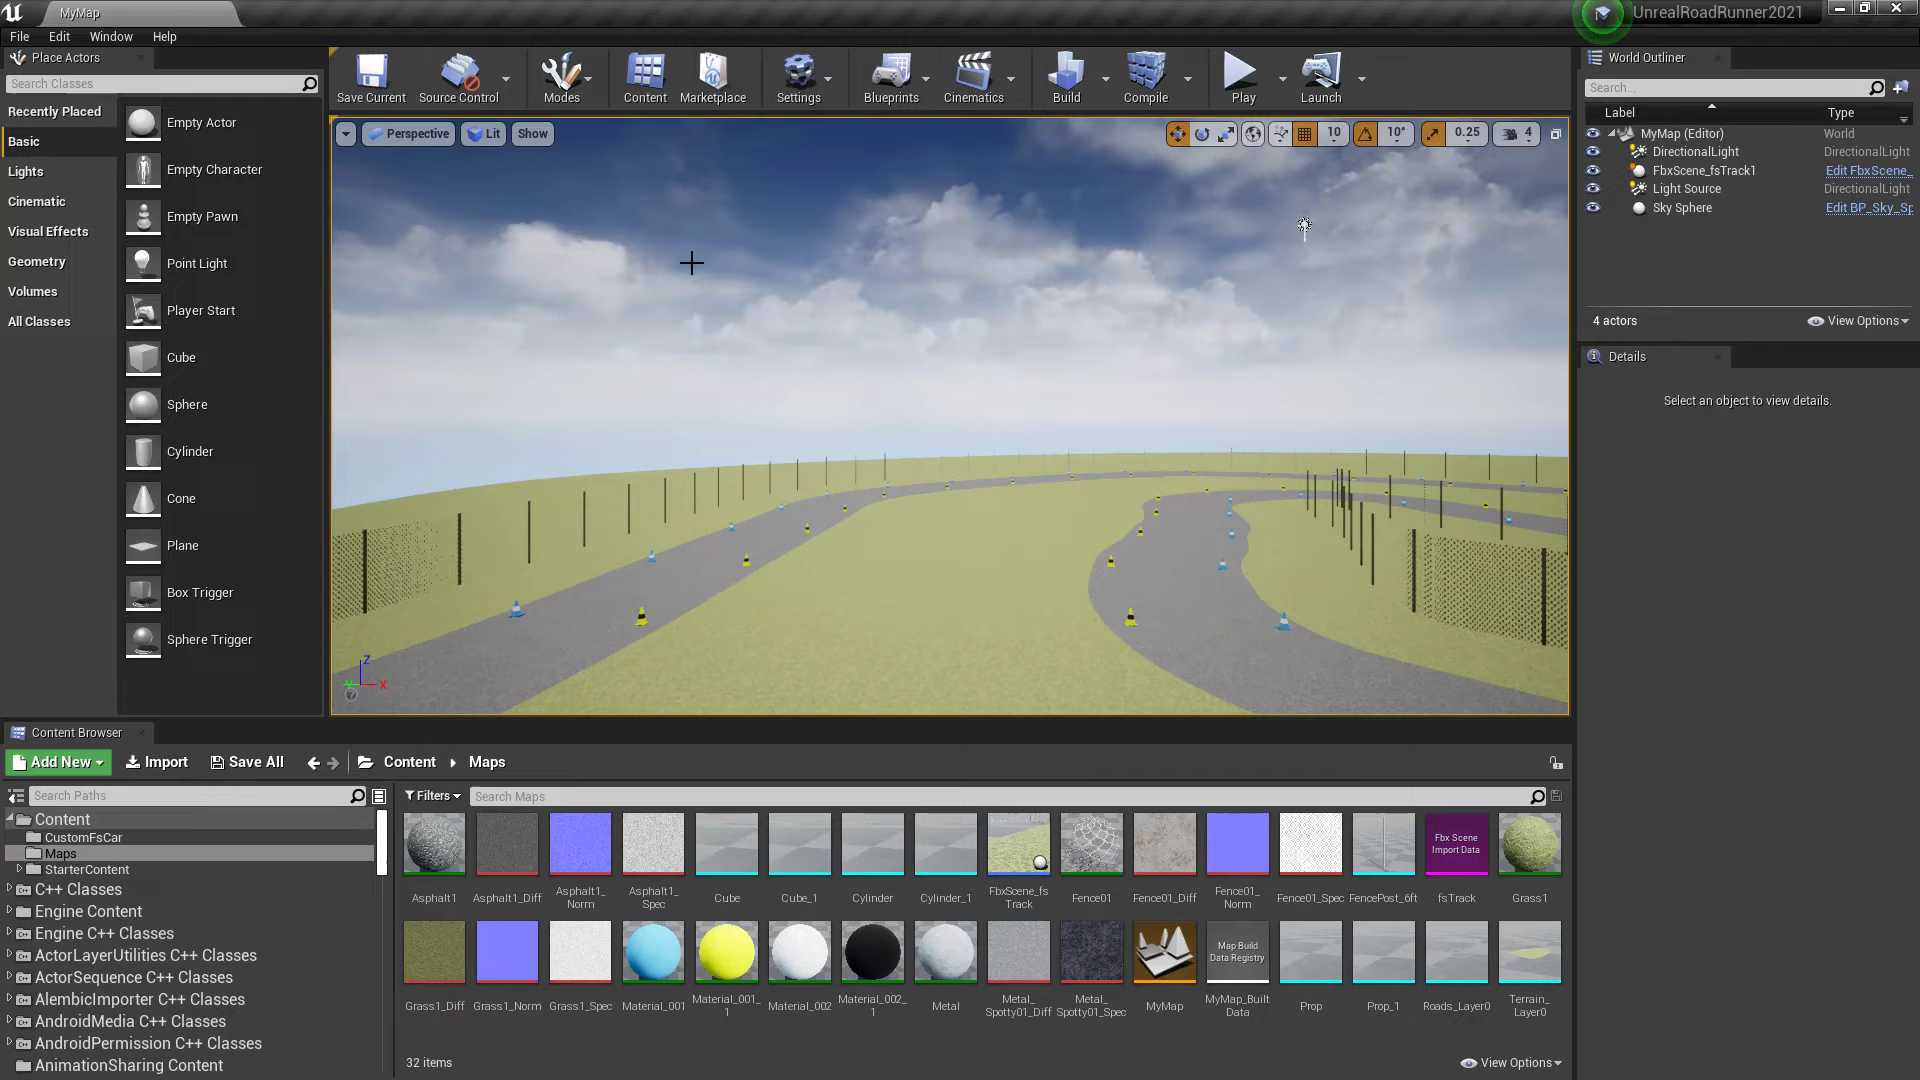 MyMap
UnrealRoadRunner2021
File Edit Window Help
Place Actors
Search Classes
Recently Placed
Basic
Lights
Cinematic
Visual Effects
Geometry
Volumes
All Classes
Empty Actor
Empty Character
Empty Pawn
Point Light
Player Start
Cube
Sphere
Cylinder
Cone
Plane
Box Trigger
Sphere Trigger
Save Current
Source Control
Modes
Content
Marketplace
Settings
Blueprints
Cinematics
Build
Compile
Play
Launch
Perspective Lit Show
10 10° 0.25 4
Z
Y X
World Outliner
Search...
Label Type
MyMap (Editor) World
DirectionalLight DirectionalLight
FbxScene_fsTrack1 Edit FbxScene_
Light Source DirectionalLight
Sky Sphere Edit BP_Sky_Sp
4 actors View Options
Details
Select an object to view details.
Content Browser
Add New Import Save All Content Maps
Search Paths
Content
CustomFsCar
Maps
StarterContent
C++ Classes
Engine Content
Engine C++ Classes
ActorLayerUtilities C++ Classes
ActorSequence C++ Classes
AlembicImporter C++ Classes
AndroidMedia C++ Classes
AndroidPermission C++ Classes
AnimationSharing Content
Filters Search Maps
Fbx Scene
Import Data
Asphalt1
Asphalt1_Diff
Asphalt1_
Norm
Asphalt1_
Spec
Cube
Cube_1
Cylinder
Cylinder_1
FbxScene_fs
Track
Fence01
Fence01_Diff
Fence01_
Norm
Fence01_Spec
FencePost_6ft
fsTrack
Grass1
Map Build
Data Registry
Grass1_Diff
Grass1_Norm
Grass1_Spec
Material_001
Material_001_
1
Material_002
Material_002_
1
Metal
Metal_
Spotty01_Diff
Metal_
Spotty01_Spec
MyMap
MyMap_Built
Data
Prop
Prop_1
Roads_Layer0
Terrain_
Layer0
32 items View Options